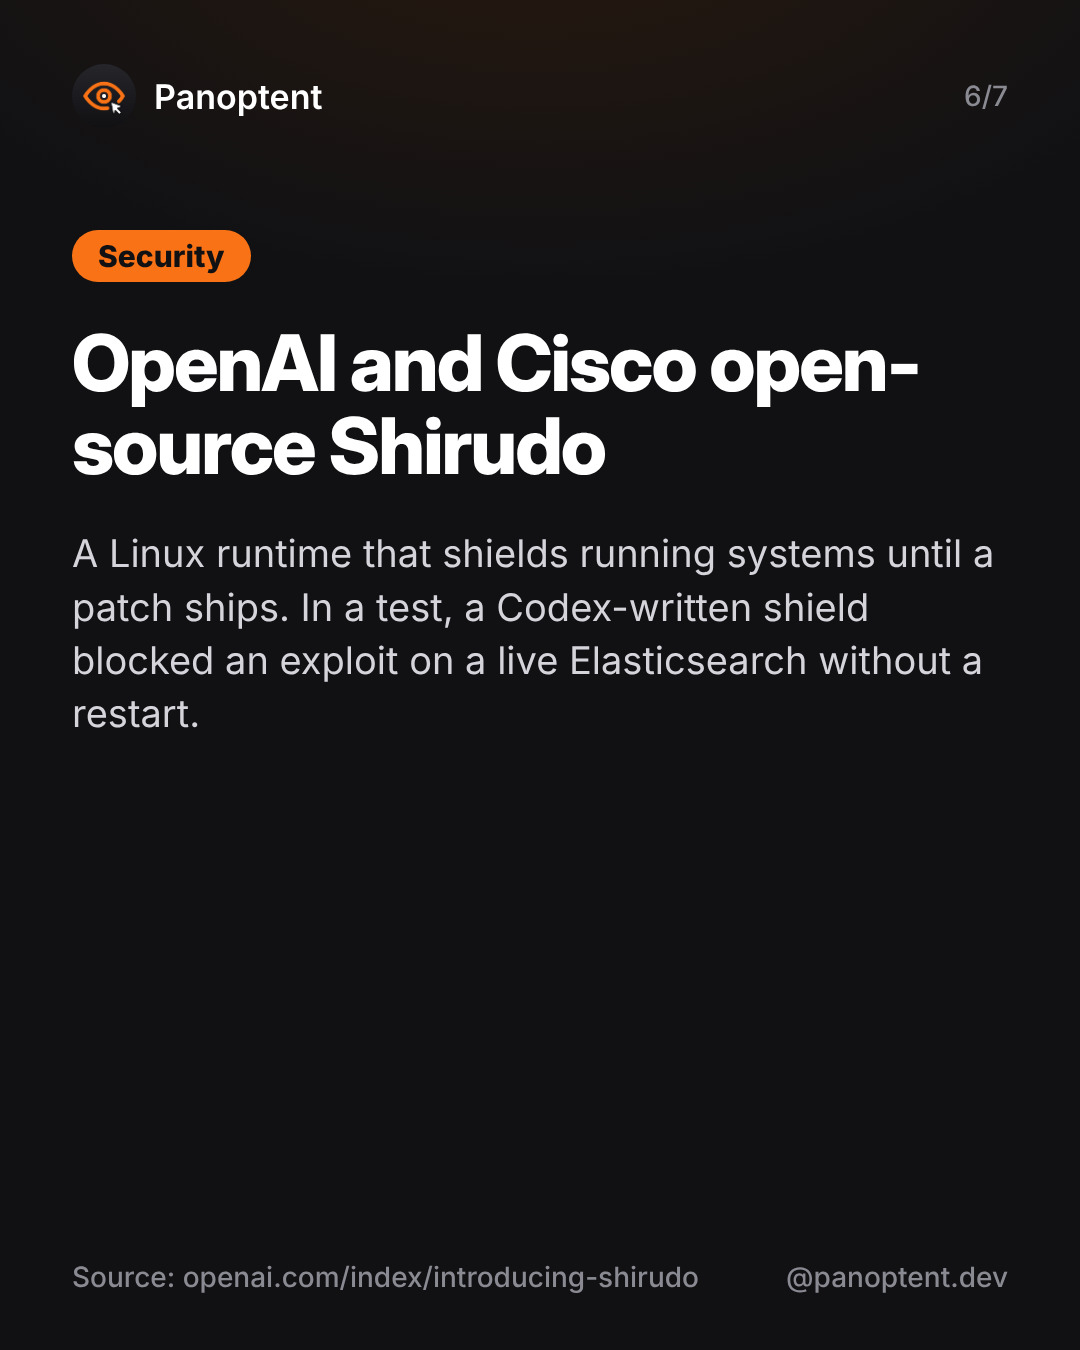 Panoptent
6/7
Security
OpenAI and Cisco open-
source Shirudo
A Linux runtime that shields running systems until a
patch ships. In a test, a Codex-written shield
blocked an exploit on a live Elasticsearch without a
restart.
Source: openai.com/index/introducing-shirudo
@panoptent.dev